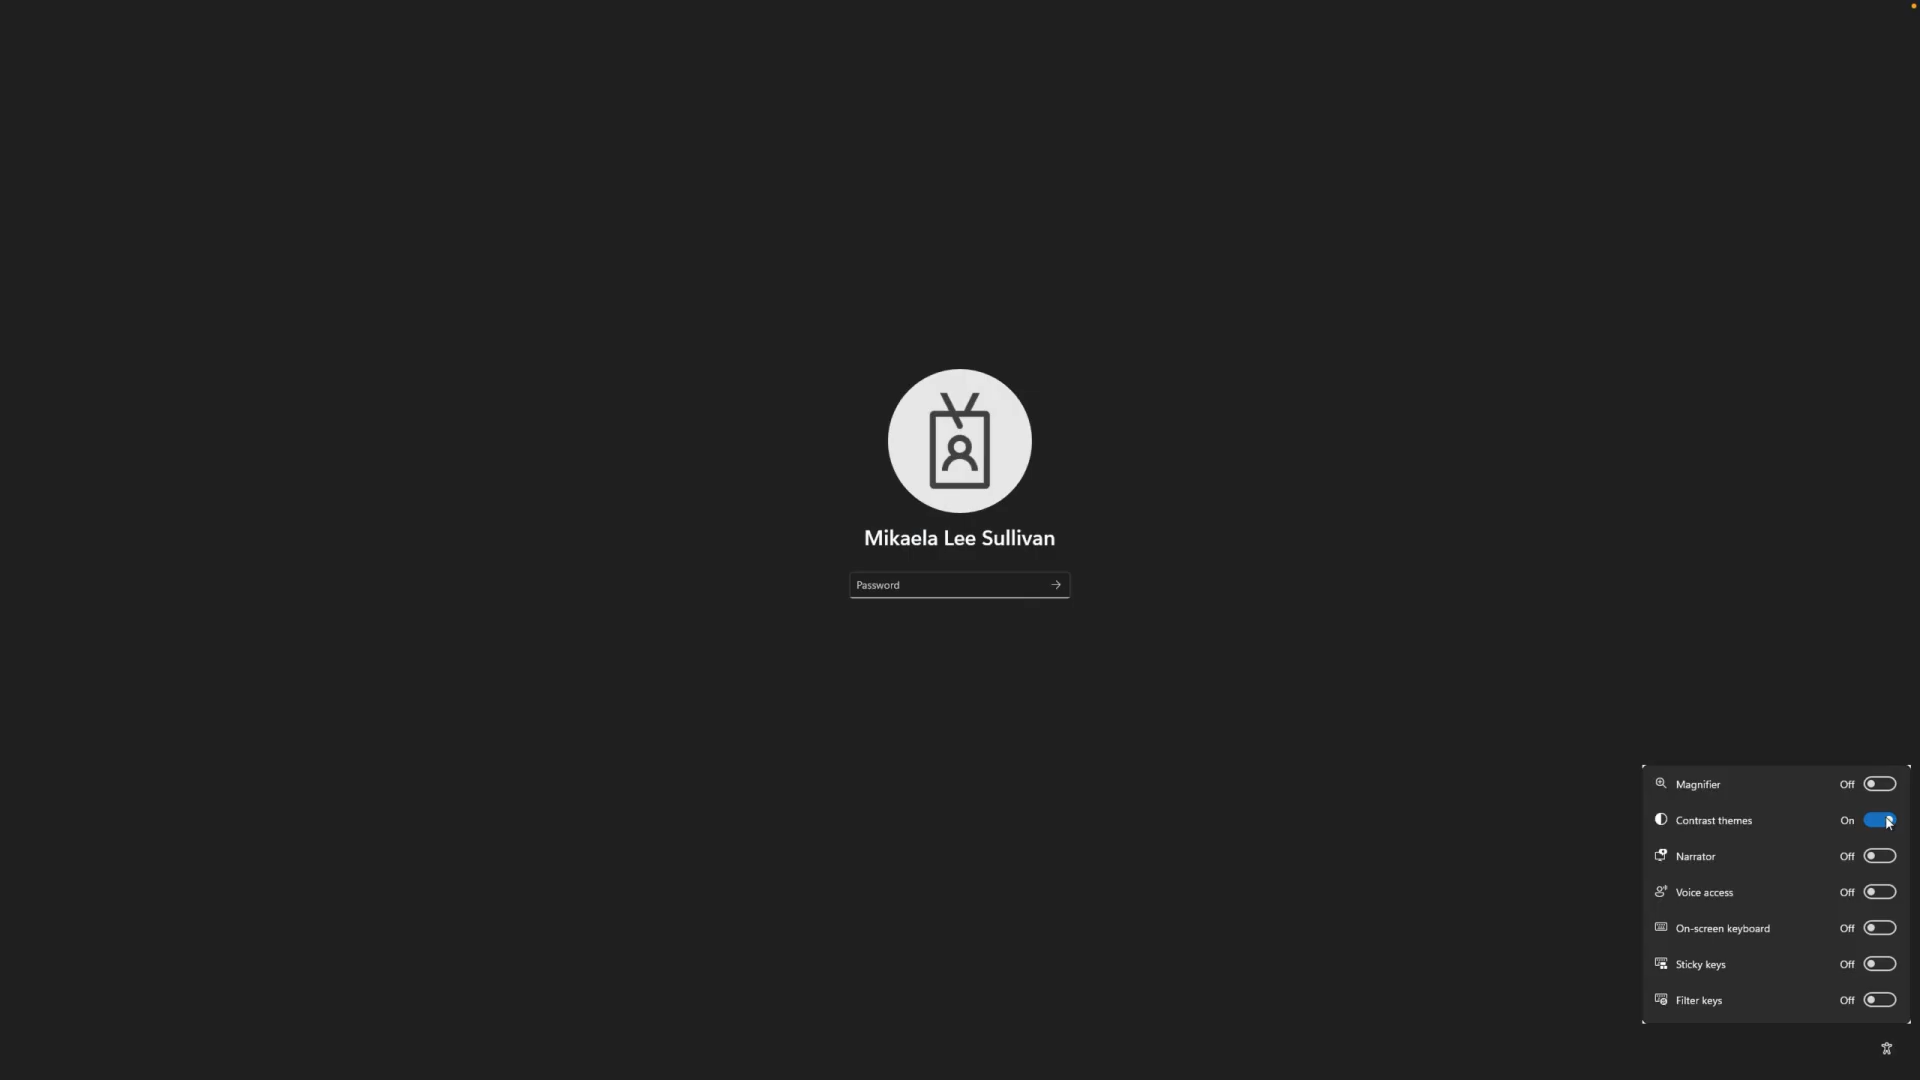 Mikaela Lee Sullivan
Password
Magnifier Off
Contrast themes On
Narrator Off
Voice access Off
On-screen keyboard Off
Sticky keys Off
Filter keys Off